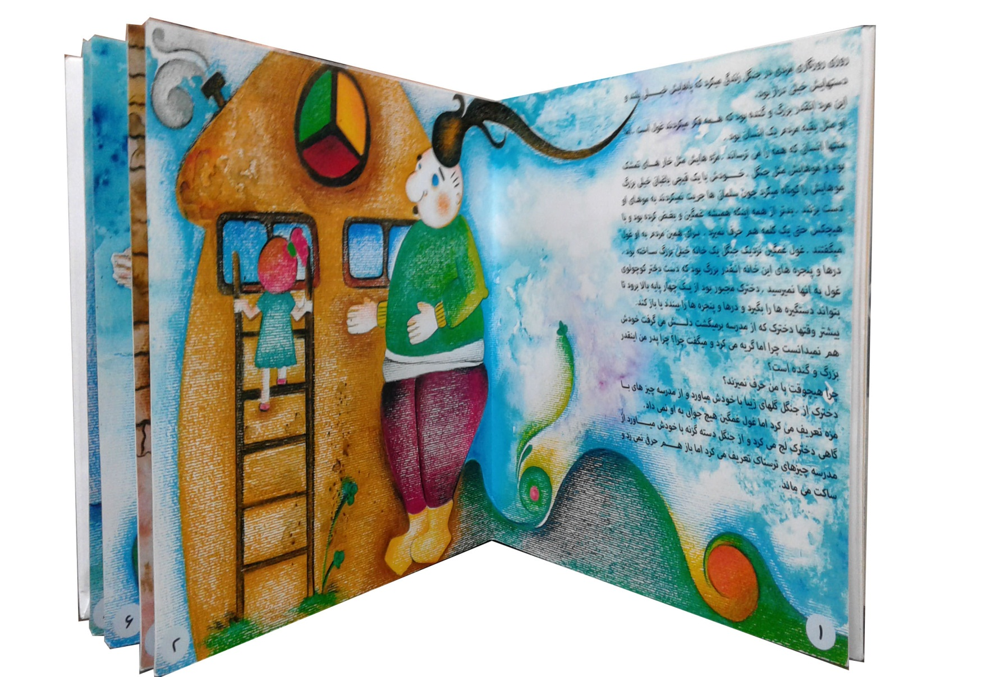 روزی روزگاری مردی در جنگل زندگی میکرد که پاهایش خیلی بلند و
دستهایش خیلی دراز بود.
این مرد انقدر بزرگ و گنده بود که همه فکر میکردند غول است . نه
او مثل بقیه مردم یک انسان بود .
منتها انسانی که همه را می ترساند . مژه هایش مثل خار های تمشک
بود و موهایش مثل جنگل . خودش با یک قیچی باغبانی خیلی بزرگ
موهایش را کوتاه میکرد چون سلمانی ها جریت نمیکردند به موهای او
دست بزنند . بدتر از همه اینکه همیشه غمگین و بغض کرده بود و با
هیچکس حتی یک کلمه هم حرف نمیزد . برای همین مردم به او غول
میگفتند . غول غمگین نزدیک جنگل یک خانه خیلی بزرگ ساخته بود .
درها و پنجره های این خانه انقدر بزرگ بود که دست دختر کوچولوی
غول به انها نمیرسید . دخترک مجبور بود از یک چهار پایه بالا برود تا
بتواند دستگیره ها را بگیرد و درها و پنجره ها را ببندد یا باز کند.
بیشتر وقتها دخترک که از مدرسه برمیگشت دلش می گرفت خودش
هم نمیدانست چرا اما گریه می کرد و میگفت چرا؟ چرا پدر من اینقدر
بزرگ و گنده است؟
چرا هیچوقت با من حرف نمیزند؟
دخترک از جنگل گلهای زیبا با خودش میاورد و از مدرسه چیز های با
مزه تعریف می کرد اما غول غمگین هیچ جوابی به او نمی داد.
گاهی دخترک لج می کرد و از جنگل دسته گزنه با خودش میاورد از
مدرسه چیزهای ترسناک تعریف می کرد اما باز هم حرفی نمی زد و
ساکت می ماند.
۱
۲
۶